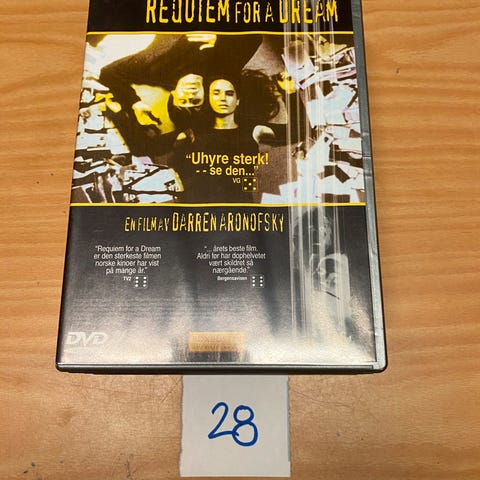 REQUIEM FOR A DREAM
"Uhyre sterk!
-- se den..."
VG
EN FILM AV DARREN ARONOFSKY
"Requiem for a Dream
er den sterkeste filmen
norske kinoer har vist
på mange år."
TV2
"... årets beste film.
Aldri før har dophelvetet
vært skildret så
nærgående."
Bergensavisen
DVD
28